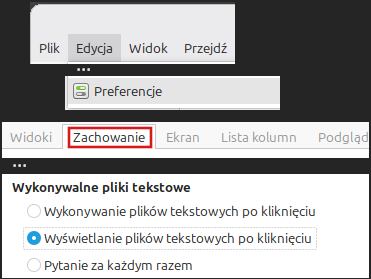 Plik Edycja Widok Przejdź
...
Preferencje
Widoki Zachowanie Ekran Lista kolumn Podgląd
...
Wykonywalne pliki tekstowe
Wykonywanie plików tekstowych po kliknięciu
Wyświetlanie plików tekstowych po kliknięciu
Pytanie za każdym razem